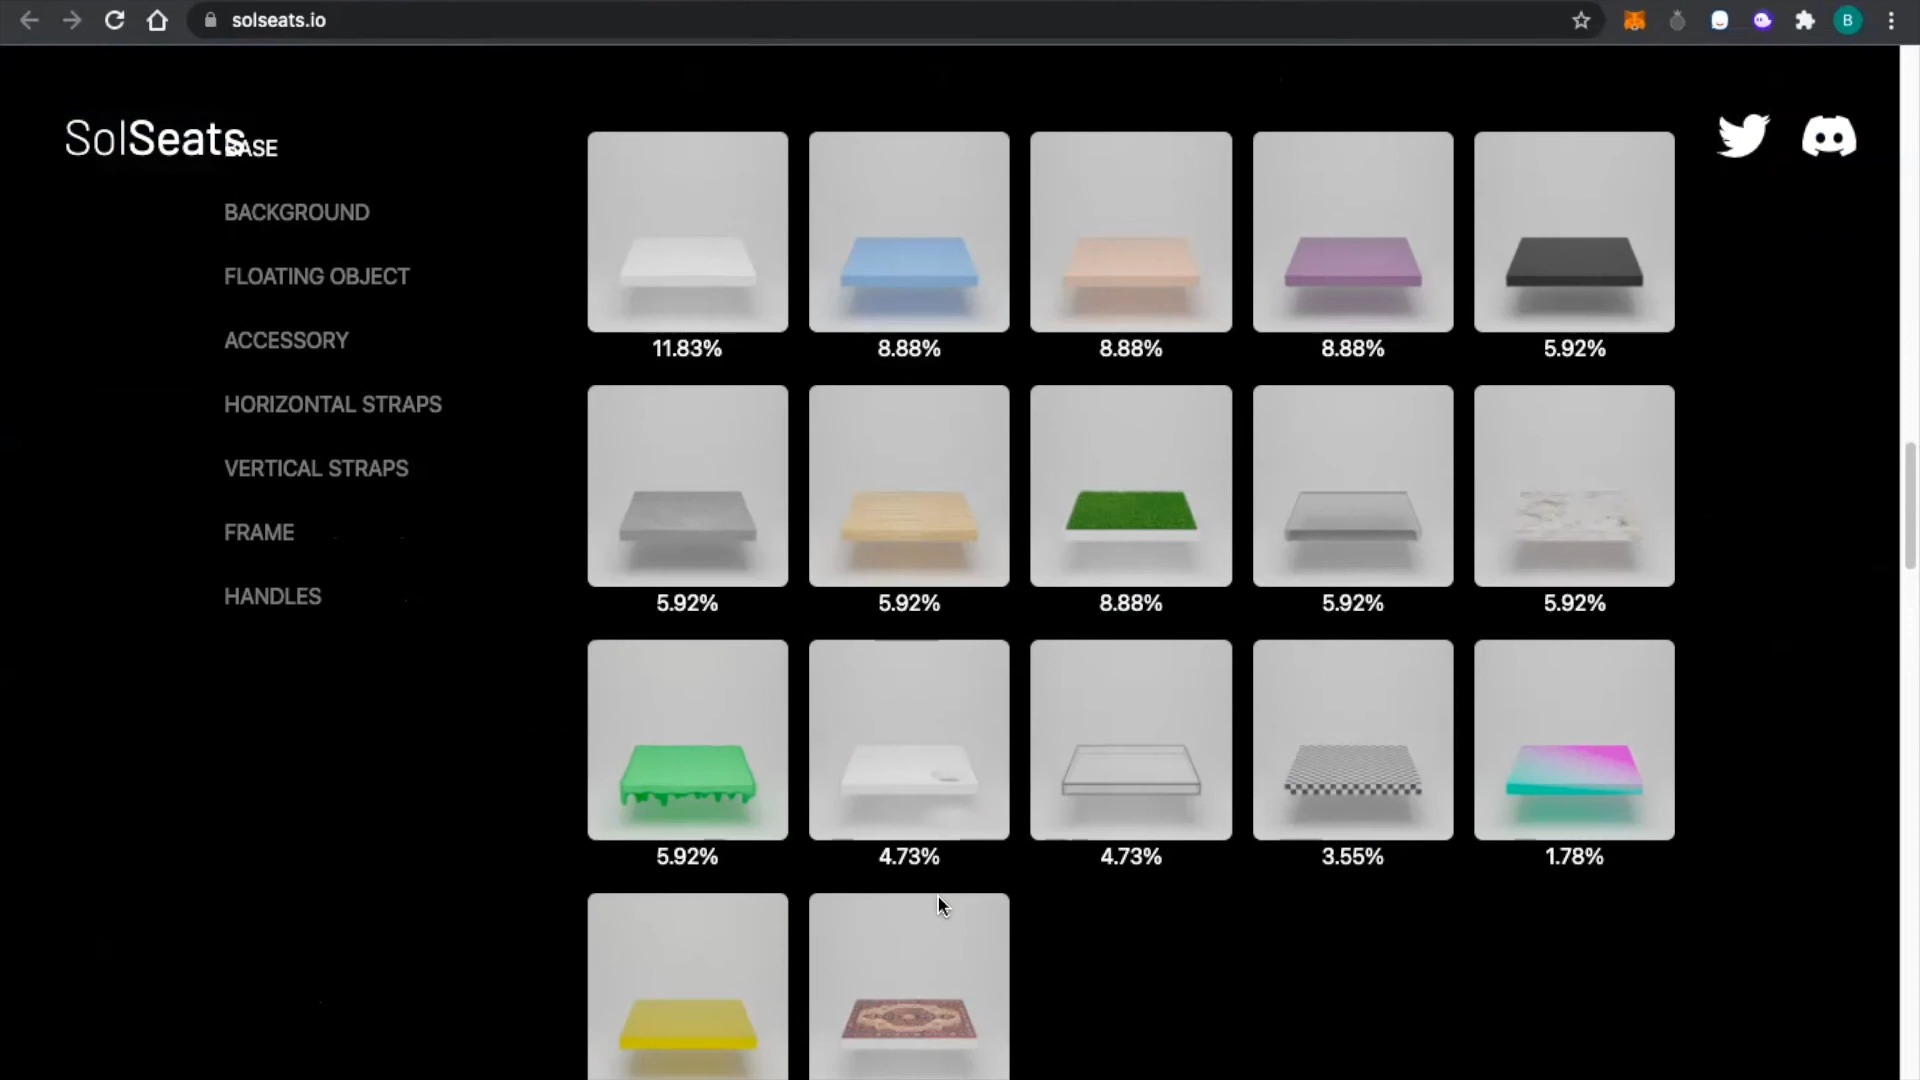 solseats.io
B
SolSeats
BASE
BACKGROUND
FLOATING OBJECT
ACCESSORY
HORIZONTAL STRAPS
VERTICAL STRAPS
FRAME
HANDLES
11.83%
8.88%
8.88%
8.88%
5.92%
5.92%
5.92%
8.88%
5.92%
5.92%
5.92%
4.73%
4.73%
3.55%
1.78%